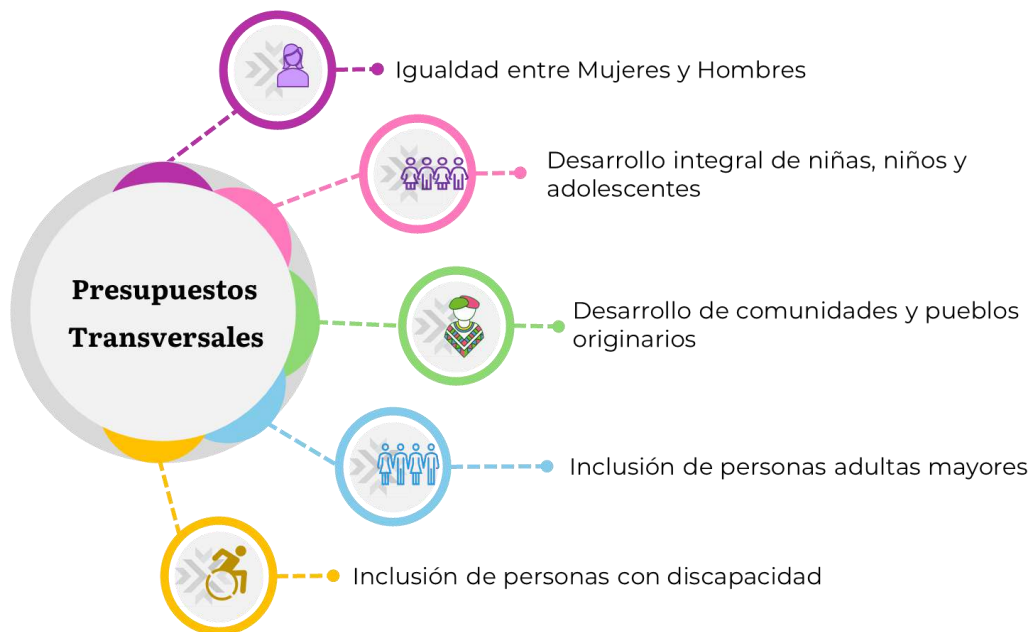 Igualdad entre Mujeres y Hombres
Desarrollo integral de niñas, niños y
adolescentes
Presupuestos
Transversales
Desarrollo de comunidades y pueblos
originarios
Inclusión de personas adultas mayores
Inclusión de personas con discapacidad